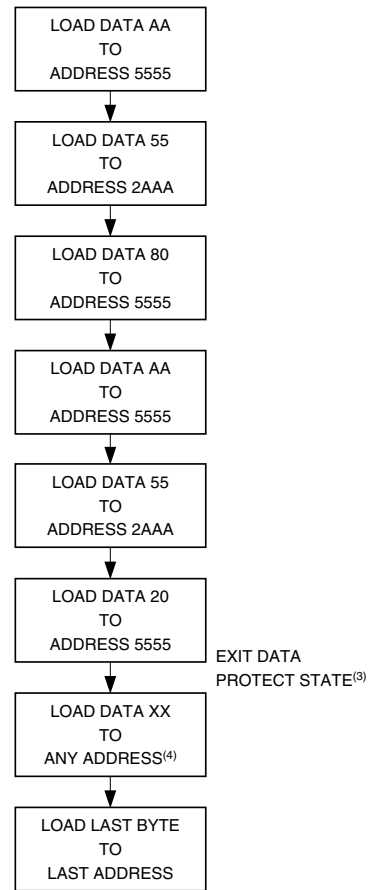 LOAD DATA AA
TO
ADDRESS 5555
LOAD DATA 55
TO
ADDRESS 2AAA
LOAD DATA 80
TO
ADDRESS 5555
LOAD DATA AA
TO
ADDRESS 5555
LOAD DATA 55
TO
ADDRESS 2AAA
LOAD DATA 20
TO
ADDRESS 5555
EXIT DATA
PROTECT STATE(3)
LOAD DATA XX
TO
ANY ADDRESS(4)
LOAD LAST BYTE
TO
LAST ADDRESS